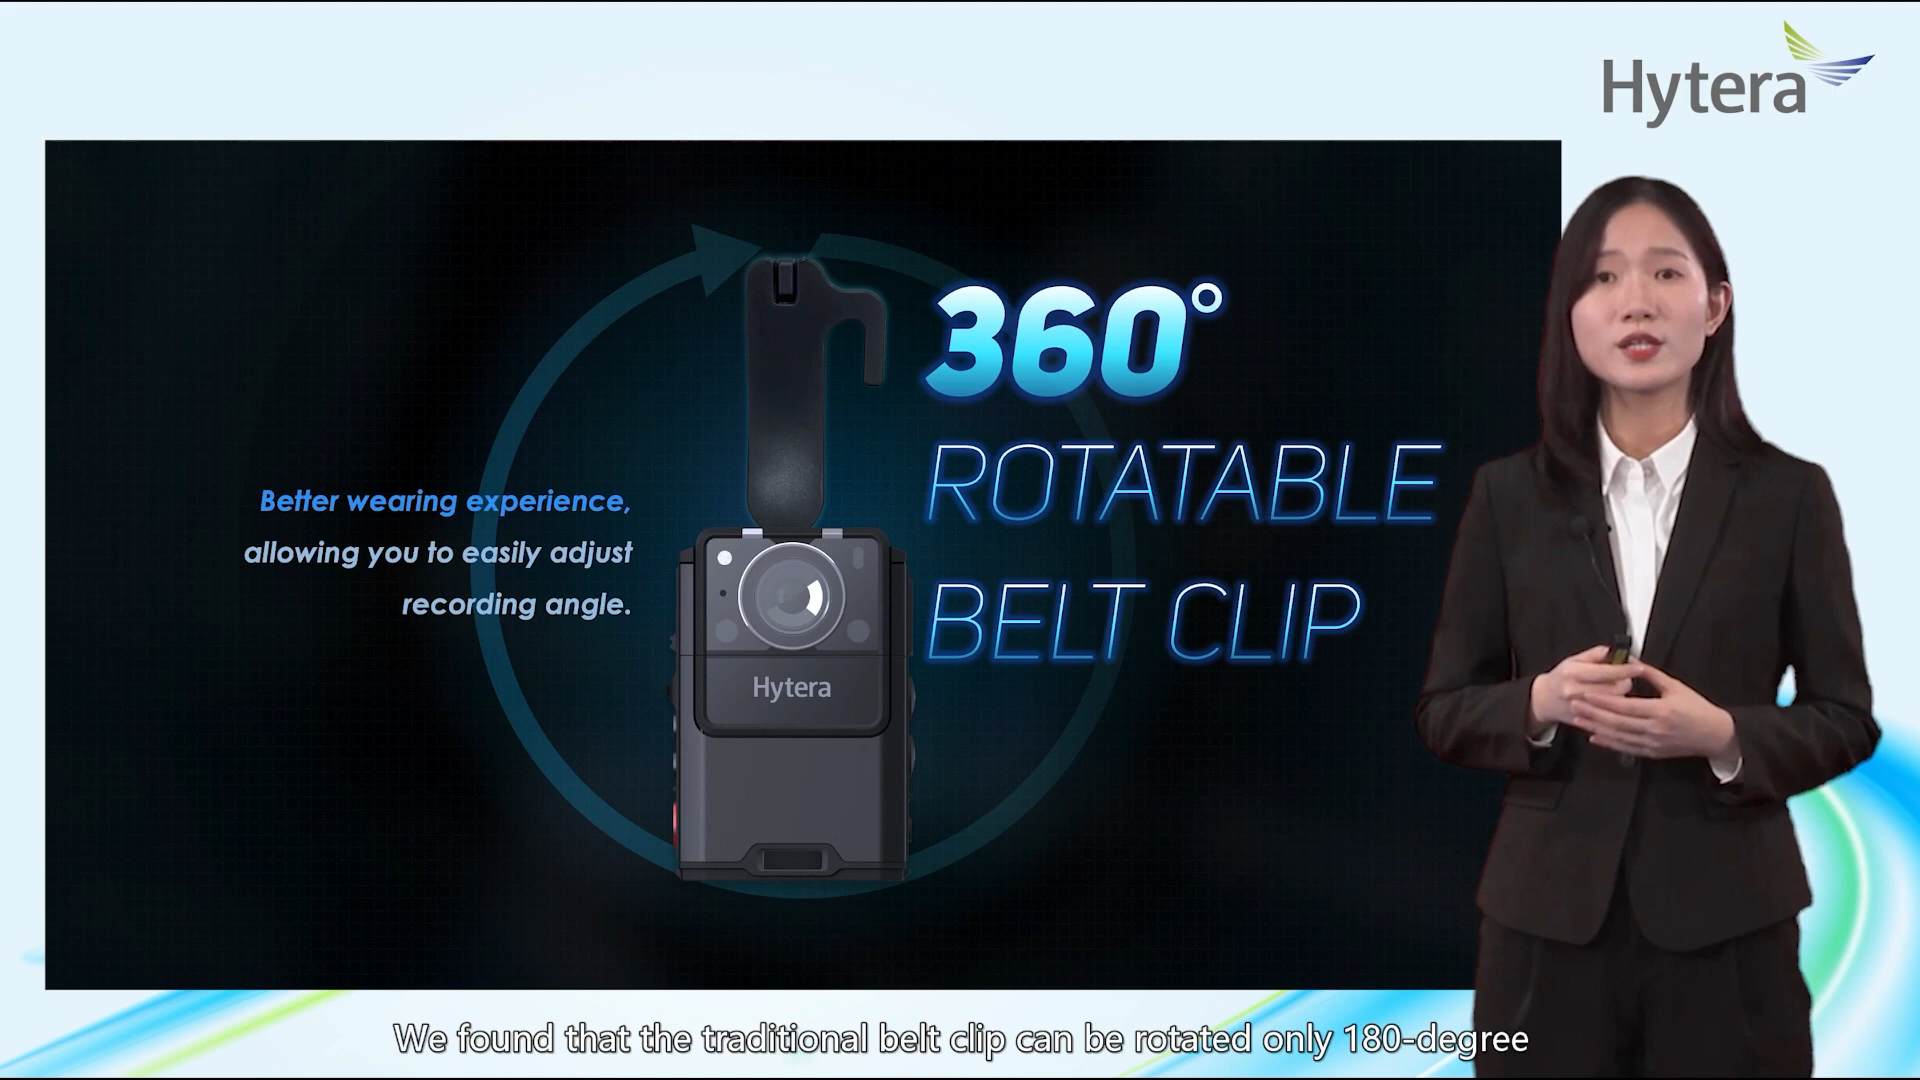 Hytera
360°
ROTATABLE
BELT CLIP
Better wearing experience,
allowing you to easily adjust
recording angle.
Hytera
We found that the traditional belt clip can be rotated only 180-degree